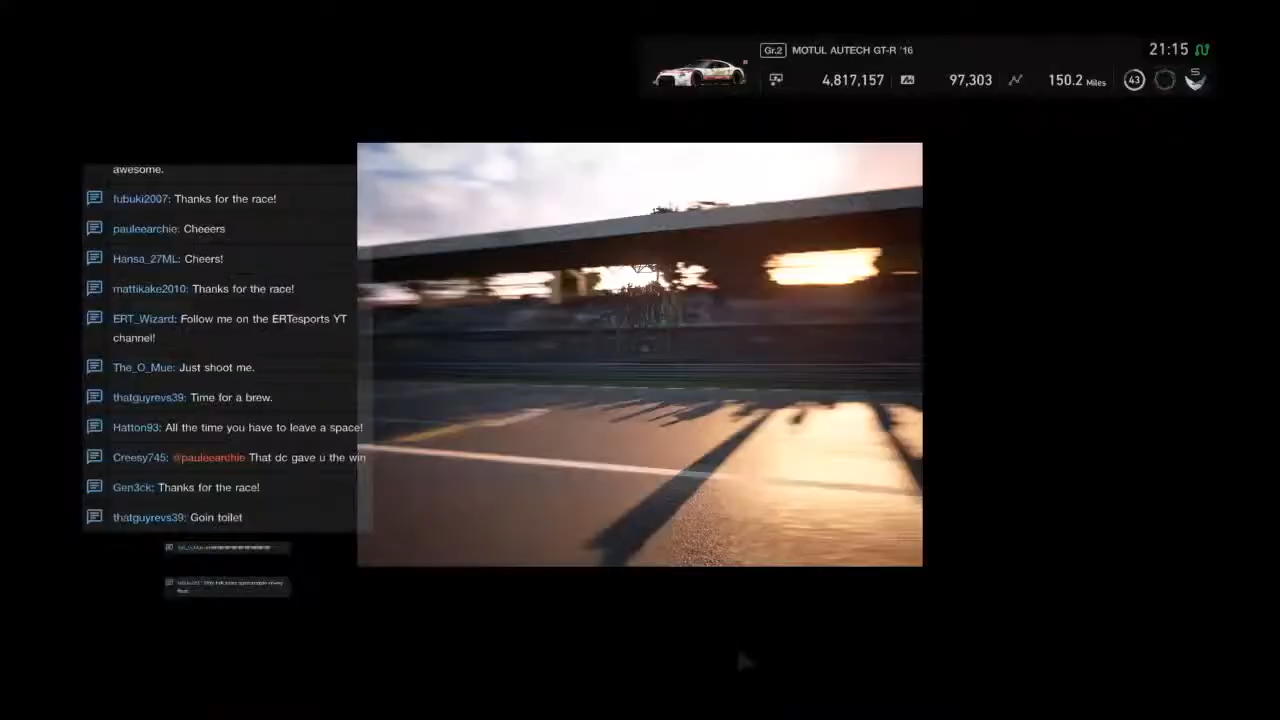 Gr.2 MOTUL AUTECH GT-R '16
21:15
4,817,157
97,303
150.2 Miles
43
S
awesome.
fubuki2007: Thanks for the race!
pauleearchie: Cheeers
Hansa_27ML: Cheers!
mattikake2010: Thanks for the race!
ERT_Wizard: Follow me on the ERTesports YT
channel!
The_O_Mue: Just shoot me.
thatguyrevs39: Time for a brew.
Hatton93: All the time you have to leave a space!
Creesy745: @pauleearchie That dc gave u the win
Gen3ck: Thanks for the race!
thatguyrevs39: Goin toilet